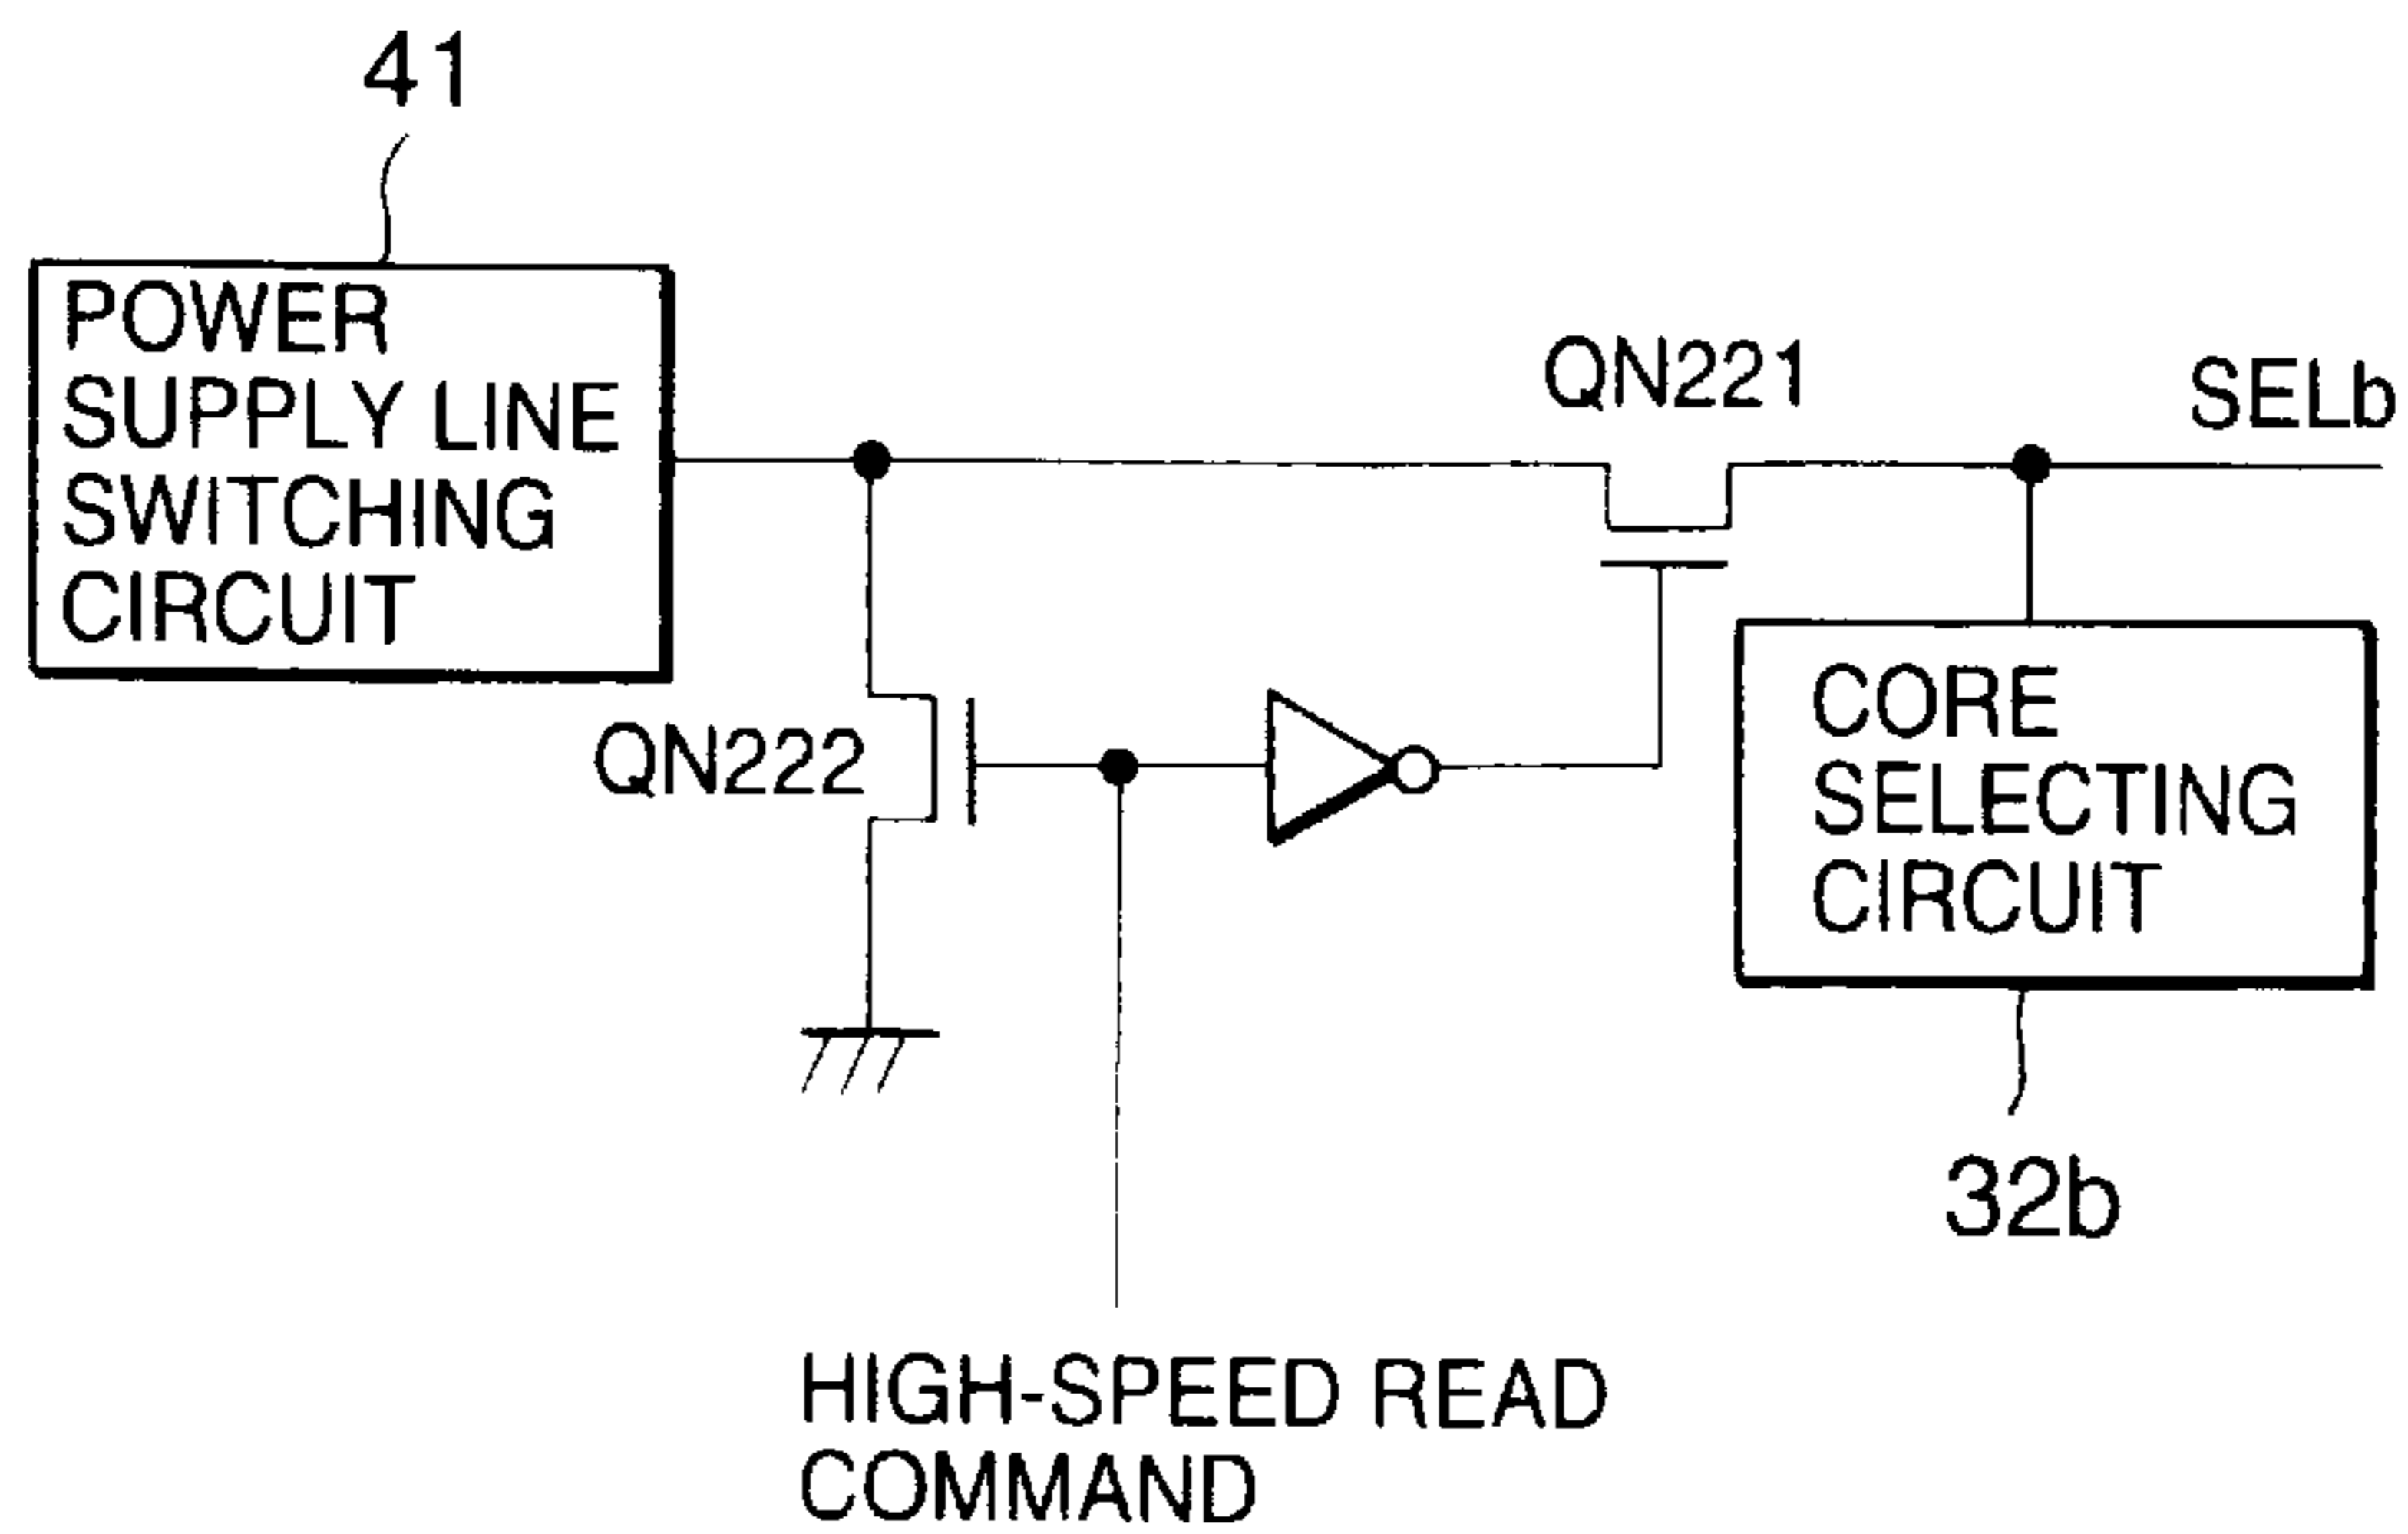 41
POWER
SUPPLY LINE
SWITCHING
CIRCUIT
QN221
SELb
QN222
CORE
SELECTING
CIRCUIT
32b
HIGH-SPEED READ
COMMAND